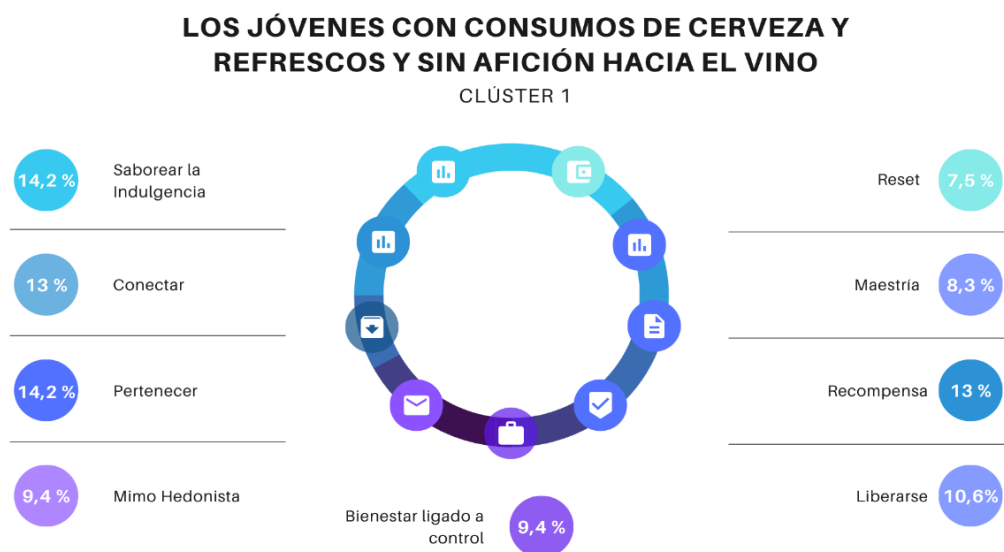 LOS JÓVENES CON CONSUMOS DE CERVEZA Y
REFRESCOS Y SIN AFICIÓN HACIA EL VINO
CLÚSTER 1
14,2 %
Saborear la
Indulgencia
13 %
Conectar
14,2 %
Pertenecer
9,4 %
Mimo Hedonista
Bienestar ligado a
control
9,4 %
Reset
7,5 %
Maestría
8,3 %
Recompensa
13 %
Liberarse
10,6%